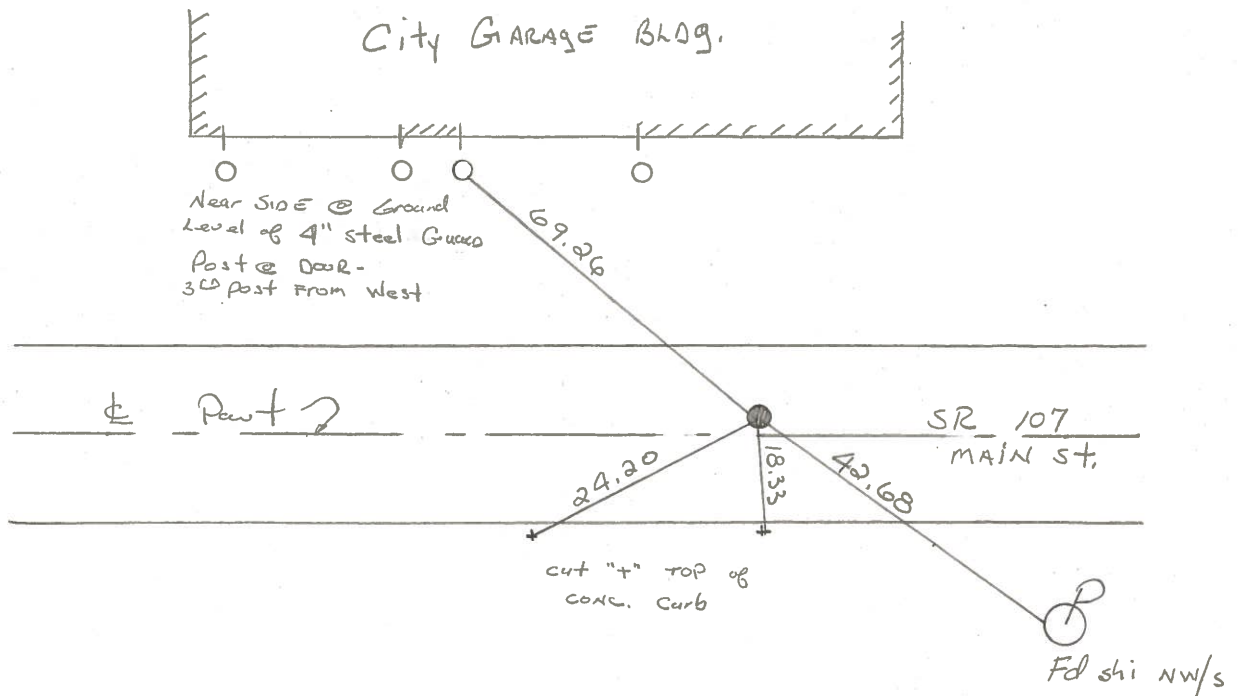 City GARAGE BLDg.
Near SIDE @ Ground
Level of 4" steel Guard
Post @ DOOR-
3RD Post From West
69.26
℄ Pavt
SR 107
MAIN St.
24.20
18.33
42.68
cut "+" TOP of
CONC. Curb
P
Fd shi NW/S